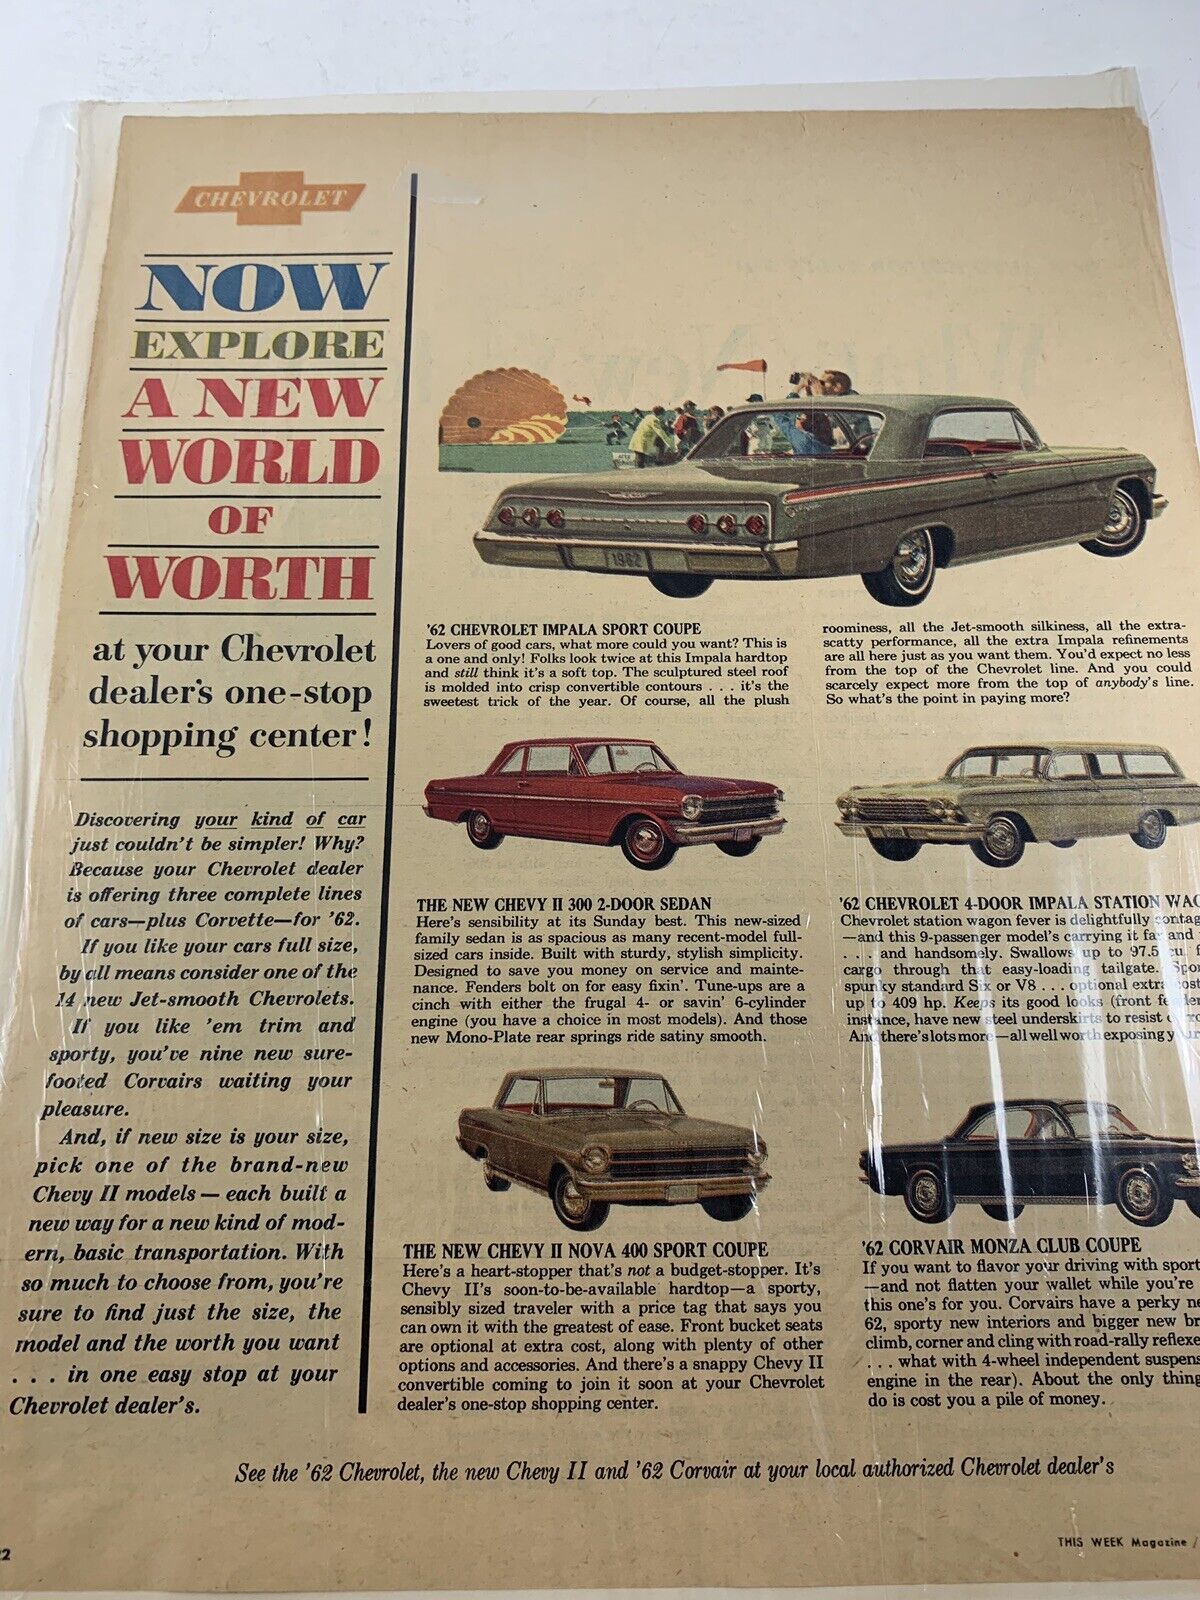 CHEVROLET
NOW
EXPLORE
A NEW
WORLD
OF
WORTH
at your Chevrolet
dealer's one-stop
shopping center!
Discovering your kind of car
just couldn't be simpler! Why?
Because your Chevrolet dealer
is offering three complete lines
of cars—plus Corvette—for '62.
If you like your cars full size,
by all means consider one of the
14 new Jet-smooth Chevrolets.
If you like 'em trim and
sporty, you've nine new sure-
footed Corvairs waiting your
pleasure.
And, if new size is your size,
pick one of the brand-new
Chevy II models — each built a
new way for a new kind of mod-
ern, basic transportation. With
so much to choose from, you're
sure to find just the size, the
model and the worth you want
. . . in one easy stop at your
Chevrolet dealer's.
1962
'62 CHEVROLET IMPALA SPORT COUPE
Lovers of good cars, what more could you want? This is
a one and only! Folks look twice at this Impala hardtop
and still think it's a soft top. The sculptured steel roof
is molded into crisp convertible contours . . . it's the
sweetest trick of the year. Of course, all the plush
roominess, all the Jet-smooth silkiness, all the extra-
scatty performance, all the extra Impala refinements
are all here just as you want them. You'd expect no less
from the top of the Chevrolet line. And you could
scarcely expect more from the top of anybody's line.
So what's the point in paying more?
THE NEW CHEVY II 300 2-DOOR SEDAN
Here's sensibility at its Sunday best. This new-sized
family sedan is as spacious as many recent-model full-
sized cars inside. Built with sturdy, stylish simplicity.
Designed to save you money on service and mainte-
nance. Fenders bolt on for easy fixin'. Tune-ups are a
cinch with either the frugal 4- or savin' 6-cylinder
engine (you have a choice in most models). And those
new Mono-Plate rear springs ride satiny smooth.
'62 CHEVROLET 4-DOOR IMPALA STATION WAG
Chevrolet station wagon fever is delightfully contag
—and this 9-passenger model's carrying it far and
. . . and handsomely. Swallows up to 97.5 cu. f
cargo through that easy-loading tailgate. Spor
spunky standard Six or V8 . . . optional extra cost
up to 409 hp. Keeps its good looks (front fender
instance, have new steel underskirts to resist
And there's lots more—all well worth exposing
THE NEW CHEVY II NOVA 400 SPORT COUPE
Here's a heart-stopper that's not a budget-stopper. It's
Chevy II's soon-to-be-available hardtop—a sporty,
sensibly sized traveler with a price tag that says you
can own it with the greatest of ease. Front bucket seats
are optional at extra cost, along with plenty of other
options and accessories. And there's a snappy Chevy II
convertible coming to join it soon at your Chevrolet
dealer's one-stop shopping center.
'62 CORVAIR MONZA CLUB COUPE
If you want to flavor your driving with sport
—and not flatten your wallet while you're
this one's for you. Corvairs have a perky ne
62, sporty new interiors and bigger new br
climb, corner and cling with road-rally reflexe
. . . what with 4-wheel independent suspens
engine in the rear). About the only thing
do is cost you a pile of money.
See the '62 Chevrolet, the new Chevy II and '62 Corvair at your local authorized Chevrolet dealer's
22
THIS WEEK Magazine /